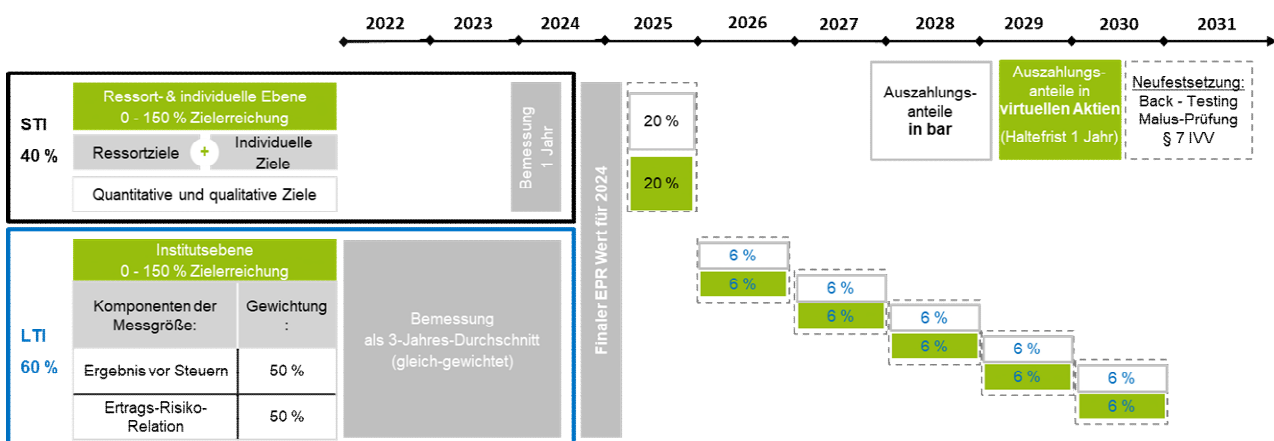 2022 2023 2024 2025 2026 2027 2028 2029 2030 2031
STI
40 %
Ressort- & individuelle Ebene
0 - 150 % Zielerreichung
Ressortziele + Individuelle
Ziele
Quantitative und qualitative Ziele
Bemessung
1 Jahr
Finaler EPR Wert für 2024
20 %
20 %
Auszahlungs-
anteile
in bar
Auszahlungs-
anteile in
virtuellen Aktien
(Haltefrist 1 Jahr)
Neufestsetzung:
Back - Testing
Malus-Prüfung
§ 7 IVV
LTI
60 %
Institutsebene
0 - 150 % Zielerreichung
Komponenten der
Messgröße:
Gewichtung
:
Ergebnis vor Steuern
50 %
Ertrags-Risiko-
Relation
50 %
Bemessung
als 3-Jahres-Durchschnitt
(gleich-gewichtet)
6 %
6 %
6 %
6 %
6 %
6 %
6 %
6 %
6 %
6 %